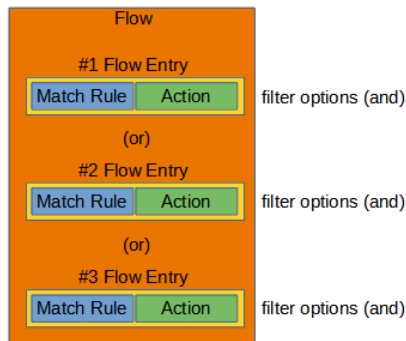 Flow
#1 Flow Entry
Match Rule Action filter options (and)
(or)
#2 Flow Entry
Match Rule Action filter options (and)
(or)
#3 Flow Entry
Match Rule Action filter options (and)